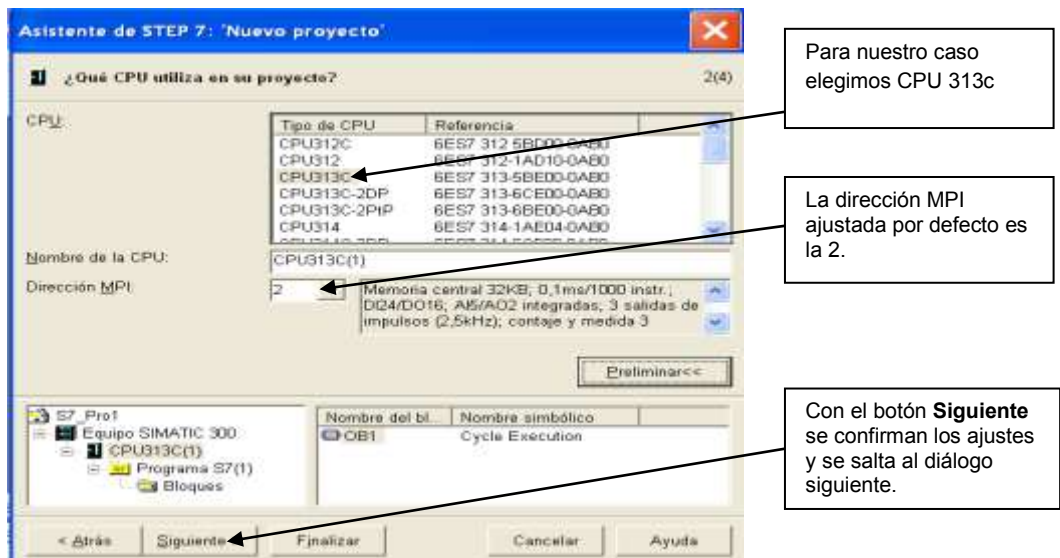 Asistente de STEP 7: 'Nuevo proyecto'
¿Qué CPU utiliza en su proyecto?
2(4)
CPU:
Tipo de CPU Referencia
CPU312C 6ES7 312-5BD00-0AB0
CPU312 6ES7 312-1AD10-0AB0
CPU313C 6ES7 313-5BE00-0AB0
CPU313C-2DP 6ES7 313-6CE00-0AB0
CPU313C-2PtP 6ES7 313-6BE00-0AB0
CPU314 6ES7 314-1AE04-0AB0
Nombre de la CPU:
CPU313C(1)
Dirección MPI:
2
Memoria central 32KB; 0,1ms/1000 instr.;
DI24/DO16; AI5/AO2 integradas; 3 salidas de
impulsos (2,5kHz); contaje y medida 3
Preliminar<<
S7_Pro1
Equipo SIMATIC 300
CPU313C(1)
Programa S7(1)
Bloques
Nombre del bl... Nombre simbólico
OB1 Cycle Execution
< Atrás Siguiente Finalizar Cancelar Ayuda
Para nuestro caso
elegimos CPU 313c
La dirección MPI
ajustada por defecto es
la 2.
Con el botón Siguiente
se confirman los ajustes
y se salta al diálogo
siguiente.